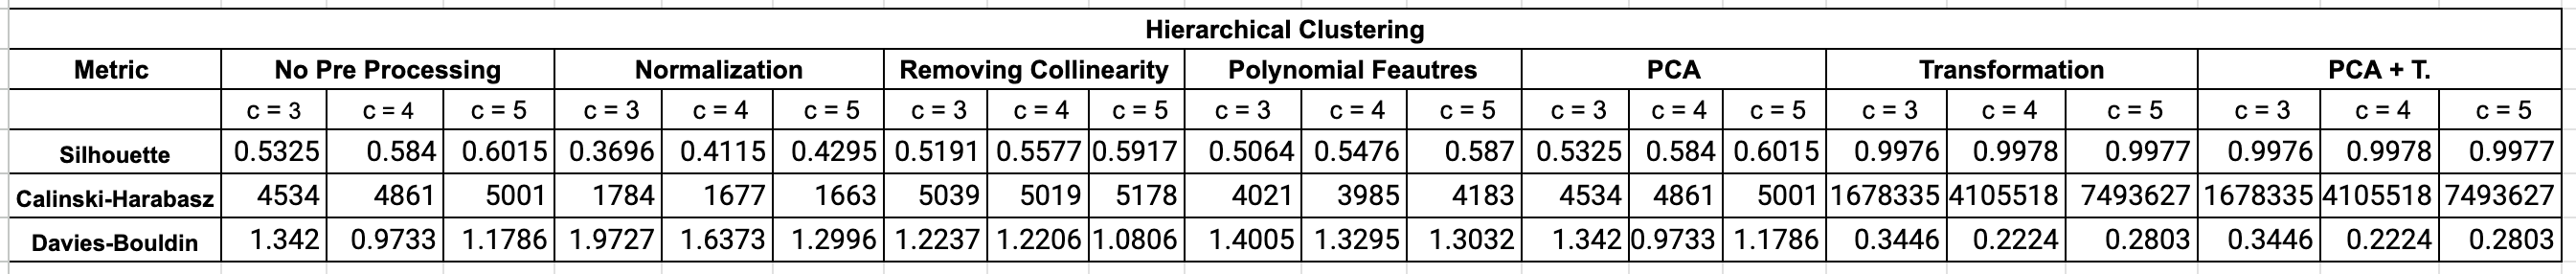 Hierarchical Clustering
Metric No Pre Processing Normalization Removing Collinearity Polynomial Feautres PCA Transformation PCA + T.
c = 3 c = 4 c = 5 c = 3 c = 4 c = 5 c = 3 c = 4 c = 5 c = 3 c = 4 c = 5 c = 3 c = 4 c = 5 c = 3 c = 4 c = 5 c = 3 c = 4 c = 5
Silhouette 0.5325 0.584 0.6015 0.3696 0.4115 0.4295 0.5191 0.5577 0.5917 0.5064 0.5476 0.587 0.5325 0.584 0.6015 0.9976 0.9978 0.9977 0.9976 0.9978 0.9977
Calinski-Harabasz 4534 4861 5001 1784 1677 1663 5039 5019 5178 4021 3985 4183 4534 4861 5001 1678335 4105518 7493627 1678335 4105518 7493627
Davies-Bouldin 1.342 0.9733 1.1786 1.9727 1.6373 1.2996 1.2237 1.2206 1.0806 1.4005 1.3295 1.3032 1.342 0.9733 1.1786 0.3446 0.2224 0.2803 0.3446 0.2224 0.2803